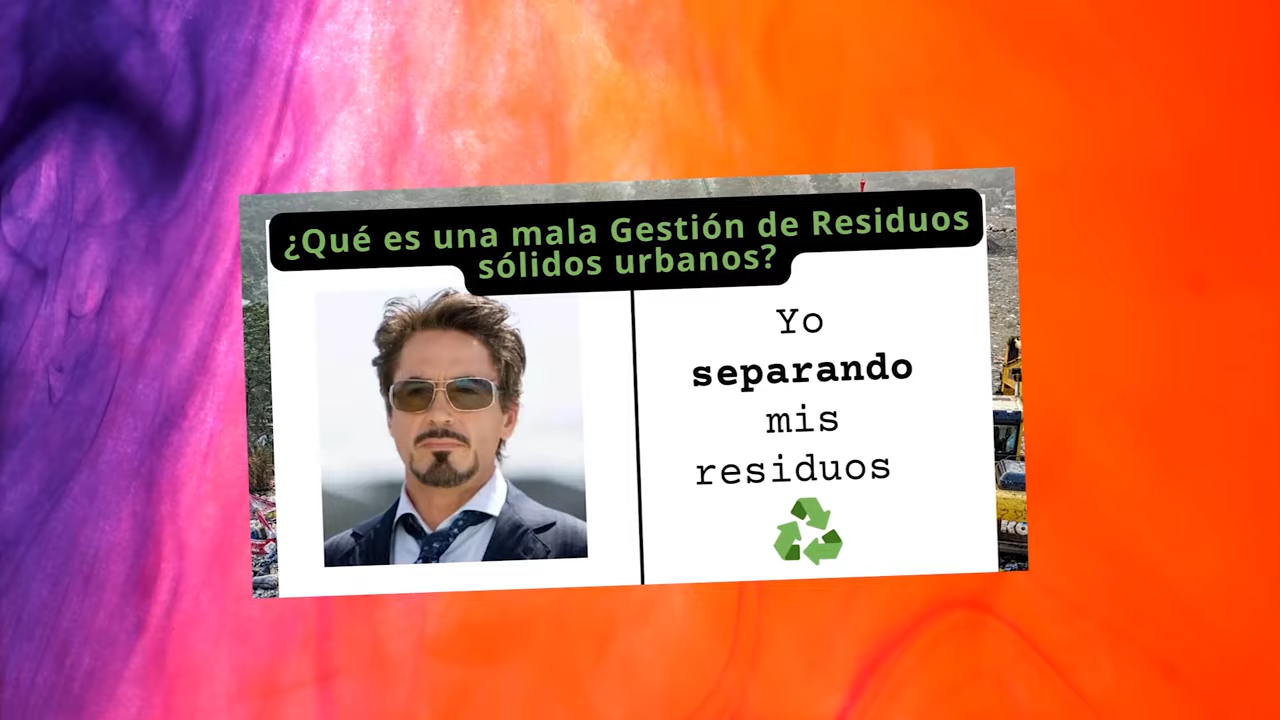 ¿Qué es una mala Gestión de Residuos
sólidos urbanos?
Yo
separando
mis
residuos